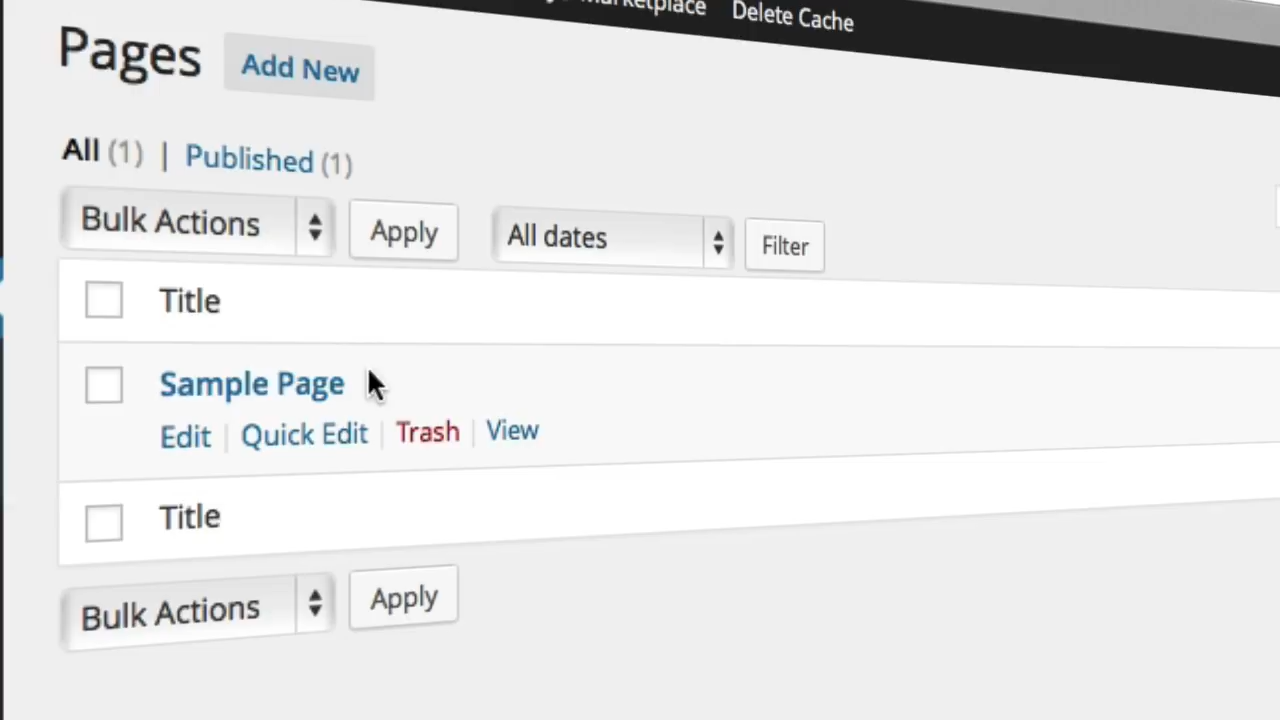 Marketplace Delete Cache
Pages Add New
All (1) | Published (1)
Bulk Actions Apply All dates Filter
Title
Sample Page
Edit | Quick Edit | Trash | View
Title
Bulk Actions Apply